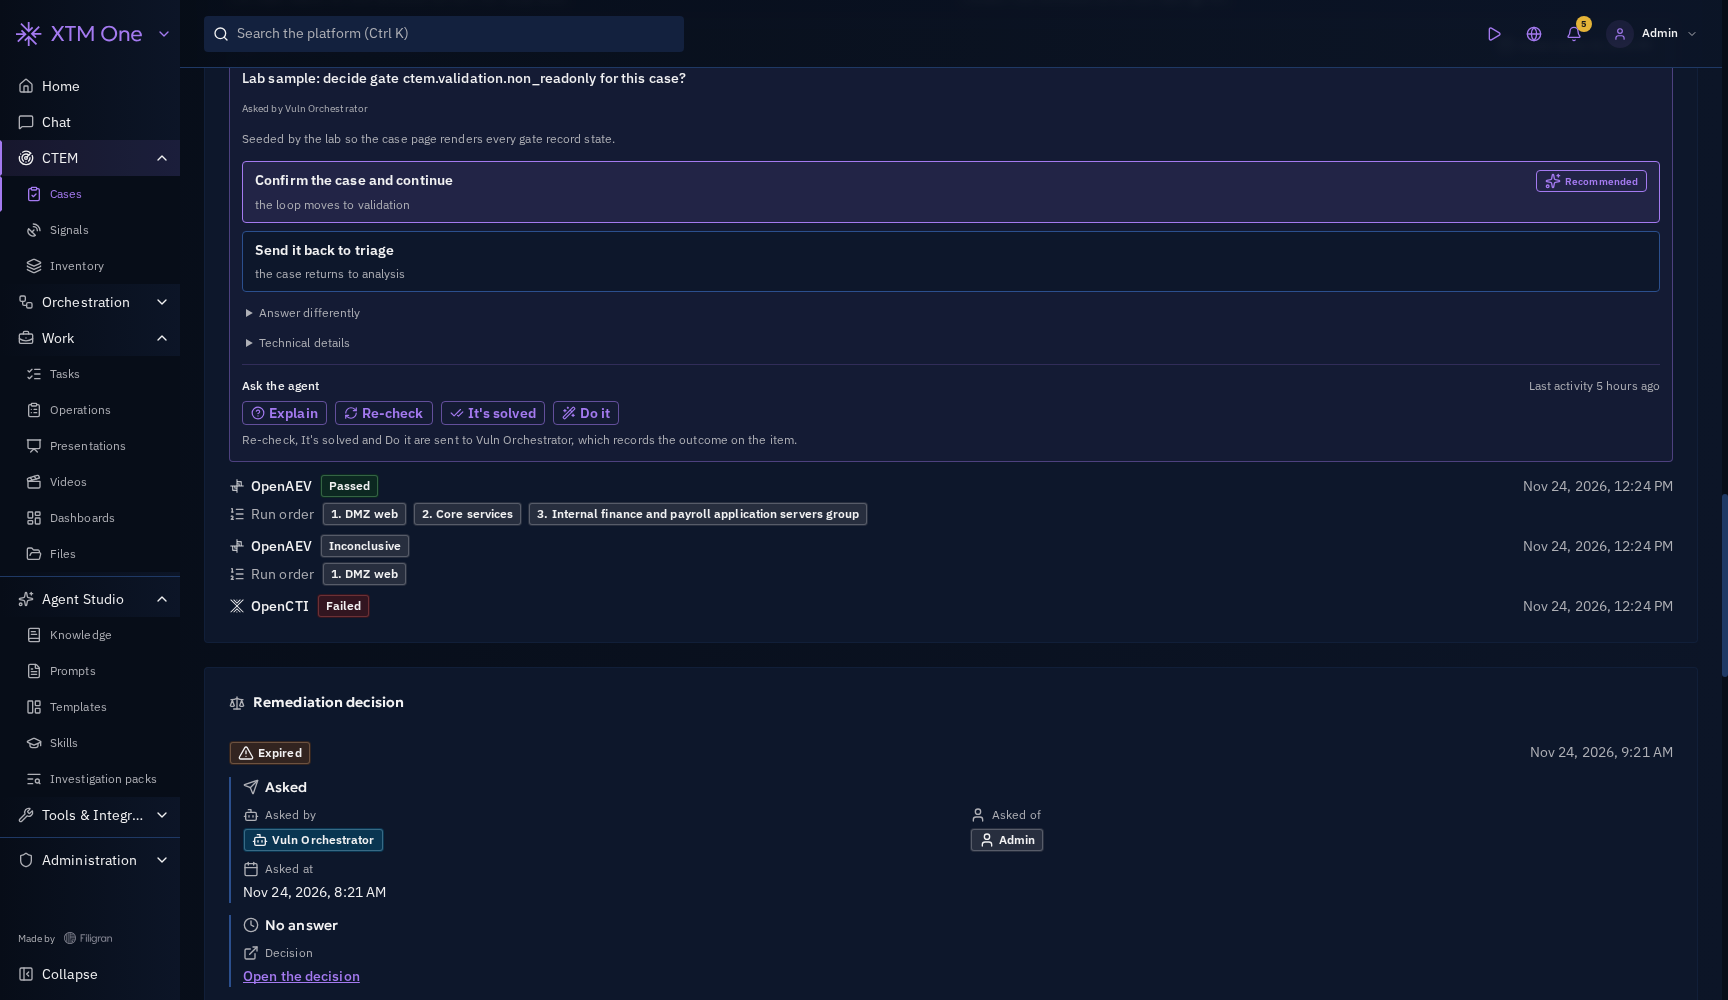 XTM One
Search the platform (Ctrl K)
5
Admin
Home
Chat
CTEM
Cases
Signals
Inventory
Orchestration
Work
Tasks
Operations
Presentations
Videos
Dashboards
Files
Agent Studio
Knowledge
Prompts
Templates
Skills
Investigation packs
Tools & Integr...
Administration
Made by Filigran
Collapse
Lab sample: decide gate ctem.validation.non_readonly for this case?
Asked by Vuln Orchestrator
Seeded by the lab so the case page renders every gate record state.
Confirm the case and continue
Recommended
the loop moves to validation
Send it back to triage
the case returns to analysis
Answer differently
Technical details
Ask the agent
Last activity 5 hours ago
Explain Re-check It's solved Do it
Re-check, It's solved and Do it are sent to Vuln Orchestrator, which records the outcome on the item.
OpenAEV Passed Nov 24, 2026, 12:24 PM
Run order 1. DMZ web 2. Core services 3. Internal finance and payroll application servers group
OpenAEV Inconclusive Nov 24, 2026, 12:24 PM
Run order 1. DMZ web
OpenCTI Failed Nov 24, 2026, 12:24 PM
Remediation decision
Expired Nov 24, 2026, 9:21 AM
Asked
Asked by Asked of
Vuln Orchestrator Admin
Asked at
Nov 24, 2026, 8:21 AM
No answer
Decision
Open the decision